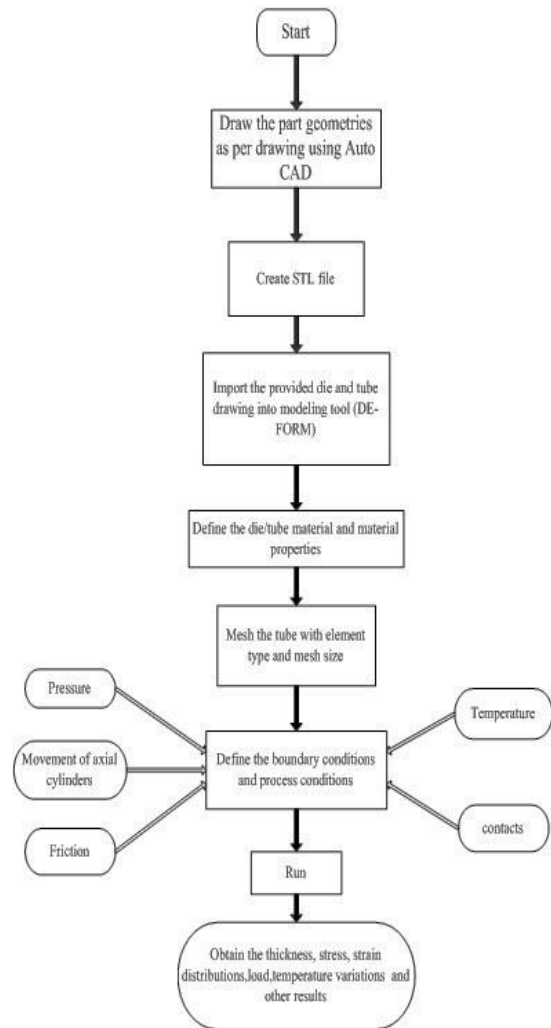 Start
Draw the part geometries
as per drawing using Auto
CAD
Create STL file
Import the provided die and tube
drawing into modeling tool (DE-
FORM)
Define the die/tube material and material
properties
Mesh the tube with element
type and mesh size
Pressure
Temperature
Movement of axial
cylinders
Define the boundary conditions
and process conditions
Friction
contacts
Run
Obtain the thickness, stress, strain
distributions,load,temperature variations and
other results